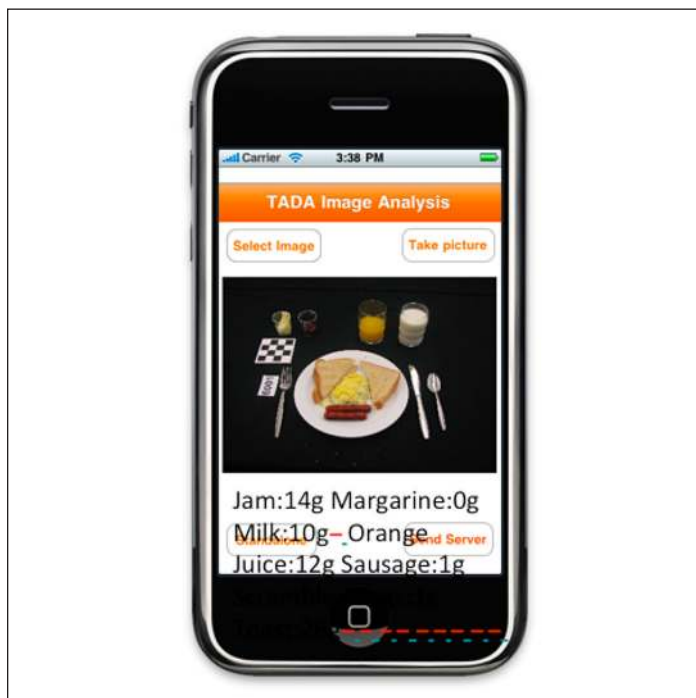 Carrier 3:38 PM
TADA Image Analysis
Select Image Take picture
Jam:14g Margarine:0g
Milk:10g Orange
Standalone Send Server
Juice:12g Sausage:1g